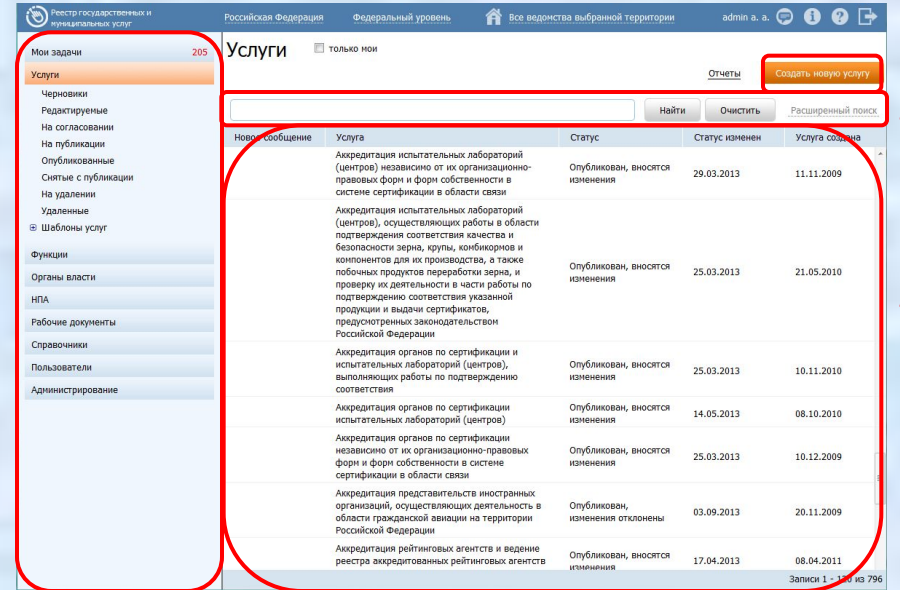 Реестр государственных и
муниципальных услуг
Российская Федерация
Федеральный уровень
Все ведомства выбранной территории
admin a. a.
Мои задачи 205
Услуги
Черновики
Редактируемые
На согласовании
На публикации
Опубликованные
Снятые с публикации
На удалении
Удаленные
Шаблоны услуг
Функции
Органы власти
НПА
Рабочие документы
Справочники
Пользователи
Администрирование
Услуги
только мои
Отчеты
Создать новую услугу
Найти
Очистить
Расширенный поиск
Новое сообщение
Услуга
Статус
Статус изменен
Услуга создана
Аккредитация испытательных лабораторий
(центров) независимо от их организационно-
правовых форм и форм собственности в
системе сертификации в области связи
Опубликован, вносятся
изменения
29.03.2013
11.11.2009
Аккредитация испытательных лабораторий
(центров), осуществляющих работы в области
подтверждения соответствия качества и
безопасности зерна, крупы, комбикормов и
компонентов для их производства, а также
побочных продуктов переработки зерна, и
проверку их деятельности в части работы по
подтверждению соответствия указанной
продукции и выдачи сертификатов,
предусмотренных законодательством
Российской Федерации
Опубликован, вносятся
изменения
25.03.2013
21.05.2010
Аккредитация органов по сертификации и
испытательных лабораторий (центров),
выполняющих работы по подтверждению
соответствия
Опубликован, вносятся
изменения
25.03.2013
10.11.2010
Аккредитация органов по сертификации
испытательных лабораторий (центров)
Опубликован, вносятся
изменения
14.05.2013
08.10.2010
Аккредитация органов по сертификации
независимо от их организационно-правовых
форм и форм собственности в системе
сертификации в области связи
Опубликован, вносятся
изменения
25.03.2013
10.12.2009
Аккредитация представительств иностранных
организаций, осуществляющих деятельность в
области гражданской авиации на территории
Российской Федерации
Опубликован,
изменения отклонены
03.09.2013
20.11.2009
Аккредитация рейтинговых агентств и ведение
реестра аккредитованных рейтинговых агентств
Опубликован, вносятся
изменения
17.04.2013
08.04.2011
Записи 1 - из 796